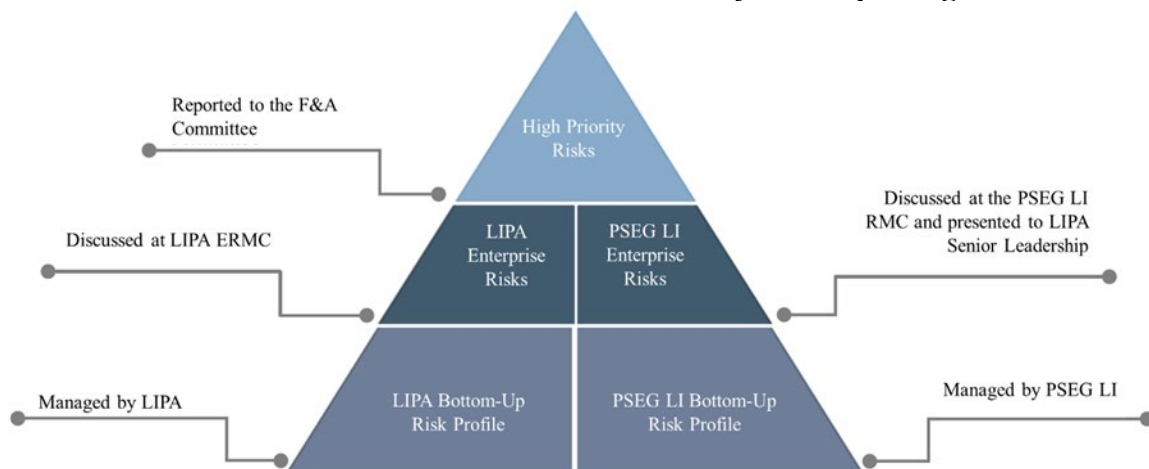 Reported to the F&A
Committee
High Priority
Risks
Discussed at LIPA ERMC
LIPA
Enterprise
Risks
PSEG LI
Enterprise
Risks
Discussed at the PSEG LI
RMC and presented to LIPA
Senior Leadership
Managed by LIPA
LIPA Bottom-Up
Risk Profile
PSEG LI Bottom-Up
Risk Profile
Managed by PSEG LI